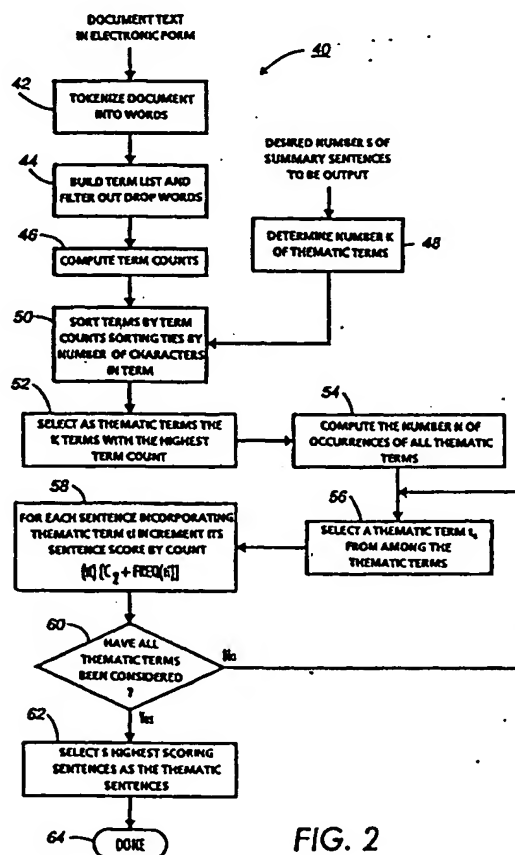 DOCUMENT TEXT
IN ELECTRONIC FORM
40
42
TOKENIZE DOCUMENT
INTO WORDS
DESIRED NUMBER S OF
SUMMARY SENTENCES
TO BE OUTPUT
44
BUILD TERM LIST AND
FILTER OUT DROP WORDS
46
COMPUTE TERM COUNTS
DETERMINE NUMBER K
OF THEMATIC TERMS
48
50
SORT TERMS BY TERM
COUNTS SORTING TIES BY
NUMBER OF CHARACTERS
IN TERM
52
SELECT AS THEMATIC TERMS THE
K TERMS WITH THE HIGHEST
TERM COUNT
54
COMPUTE THE NUMBER N OF
OCCURRENCES OF ALL THEMATIC
TERMS
56
SELECT A THEMATIC TERM ts
FROM AMONG THE
THEMATIC TERMS
58
FOR EACH SENTENCE INCORPORATING
THEMATIC TERM INCREMENT ITS
SENTENCE SCORE BY COUNT
[C2 + FREQ
60
HAVE ALL
THEMATIC TERMS
BEEN CONSIDERED
?
No
Yes
62
SELECT S HIGHEST SCORING
SENTENCES AS THE THEMATIC
SENTENCES
64
DONE
FIG. 2